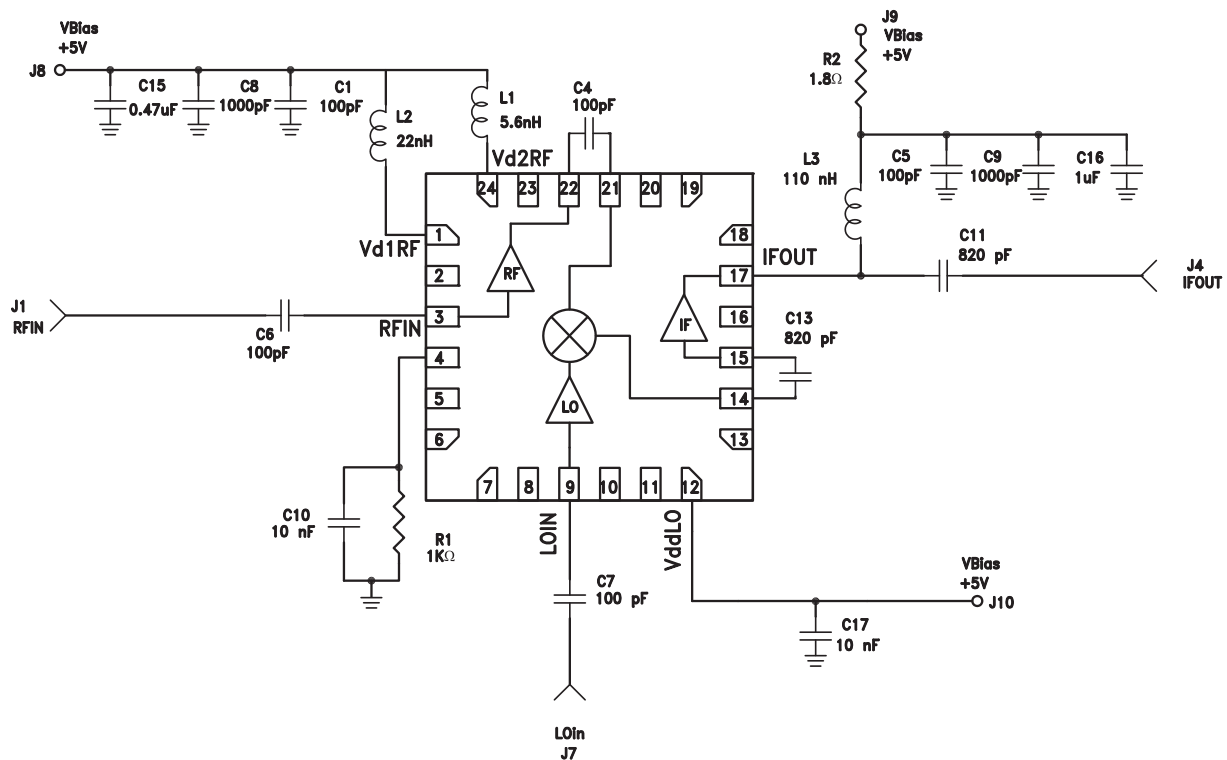 VBias
+5V
J8
C15
0.47uF
C8
1000pF
C1
100pF
L2
22nH
L1
5.6nH
C4
100pF
J9
VBias
+5V
R2
1.8Ω
L3
110 nH
C5
100pF
C9
1000pF
C16
1uF
Vd2RF
24
23
22
21
20
19
Vd1RF
1
2
3
4
5
6
RF
IF
LO
18
17
16
15
14
13
IFOUT
C11
820 pF
J4
IFOUT
C13
820 pF
J1
RFIN
C6
100pF
RFIN
7
8
9
10
11
12
C10
10 nF
R1
1KΩ
LOIN
VddLO
C7
100 pF
VBias
+5V
J10
C17
10 nF
LOin
J7